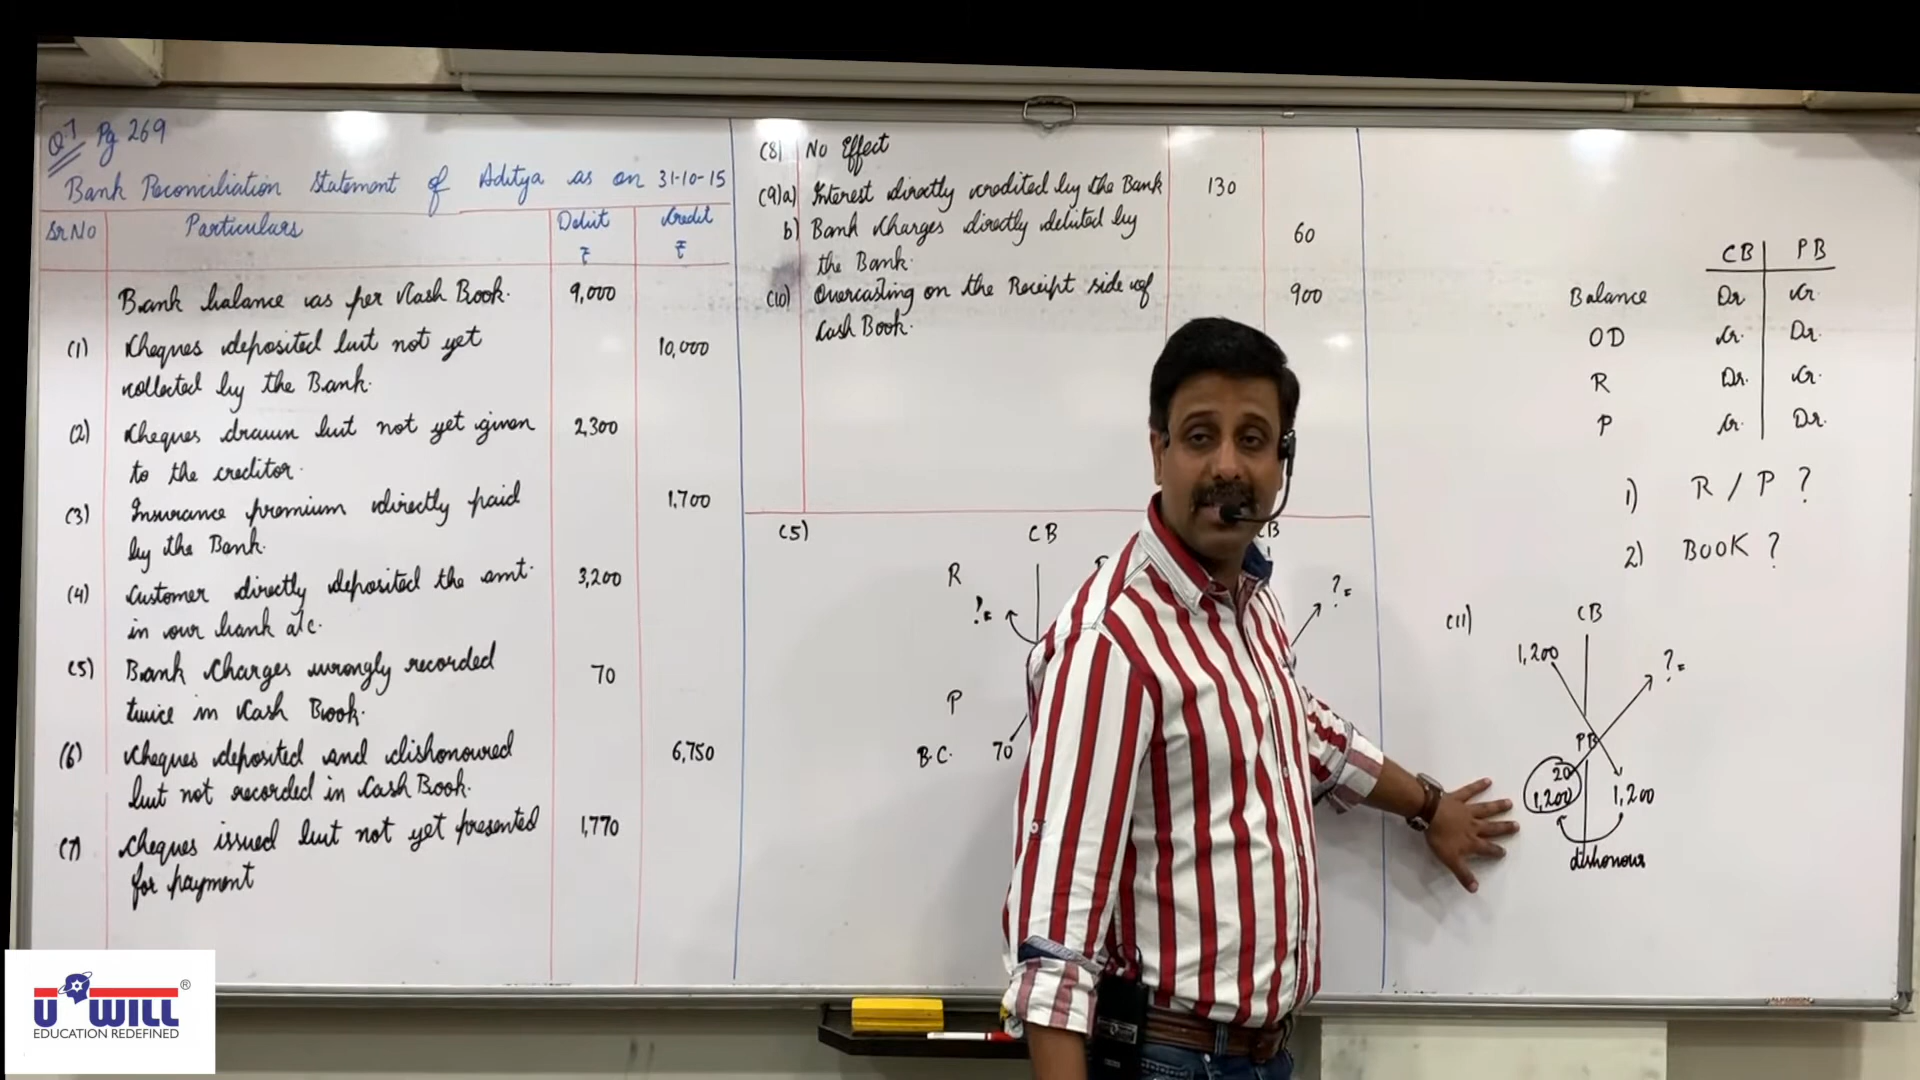 Q.7 Pg 269
Bank Reconciliation Statement of Aditya as on 31-10-15
Sr No Particulars Debit ₹ Credit ₹
Bank balance as per Cash Book. 9,000
(1) Cheques deposited but not yet 10,000
collected by the Bank.
(2) Cheques drawn but not yet given 2,300
to the creditor.
(3) Insurance premium directly paid 1,700
by the Bank.
(4) Customer directly deposited the amt. 3,200
in our bank a/c.
(5) Bank Charges wrongly recorded 70
twice in Cash Book.
(6) Cheques deposited and dishonoured 6,750
but not recorded in Cash Book.
(7) Cheques issued but not yet presented 1,770
for payment
(8) No Effect
(9) a) Interest directly credited by the Bank 130
b) Bank Charges directly debited by 60
the Bank.
(10) Overcasting on the Receipt side of 900
Cash Book.
(5) CB
R
?=
P
B.C. 70
CB
?=
CB PB
Balance Dr Cr.
OD Cr. Dr.
R Dr. Cr.
P Cr. Dr.
1) R / P ?
2) BOOK ?
(11) CB
1,200 ?=
PB
20
1,200 1,200
dishonour
U WILL ®
EDUCATION REDEFINED